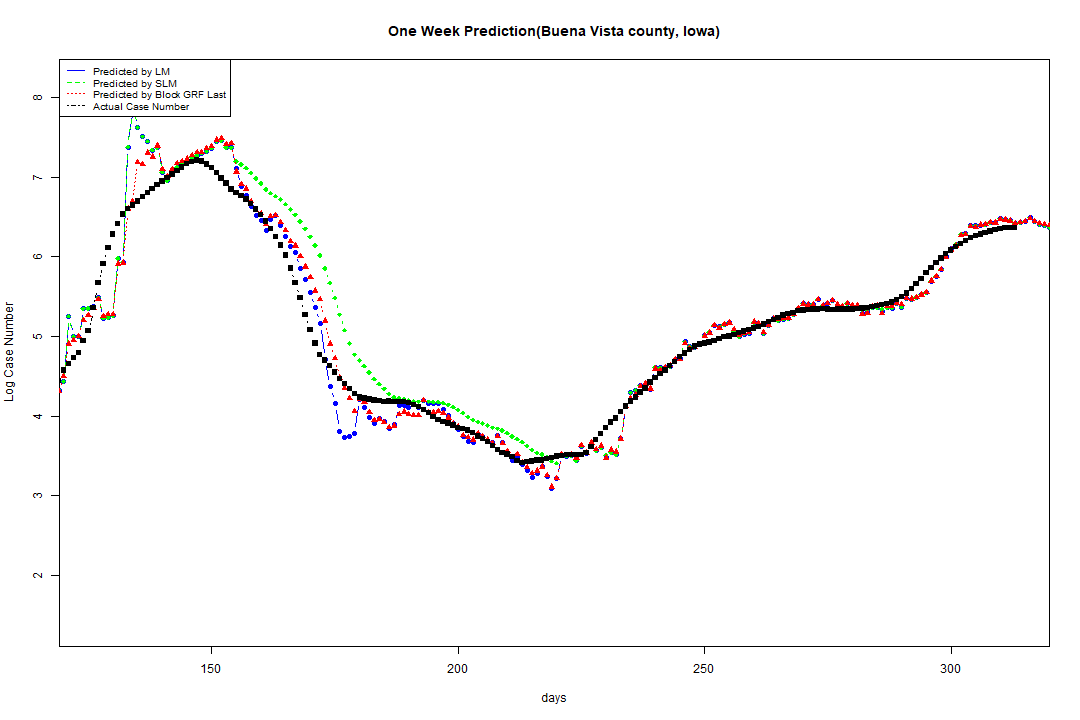 One Week Prediction(Buena Vista county, Iowa)
Predicted by LM
Predicted by SLM
Predicted by Block GRF Last
Actual Case Number
8
7
6
5
4
3
2
Log Case Number
150 200 250 300
days